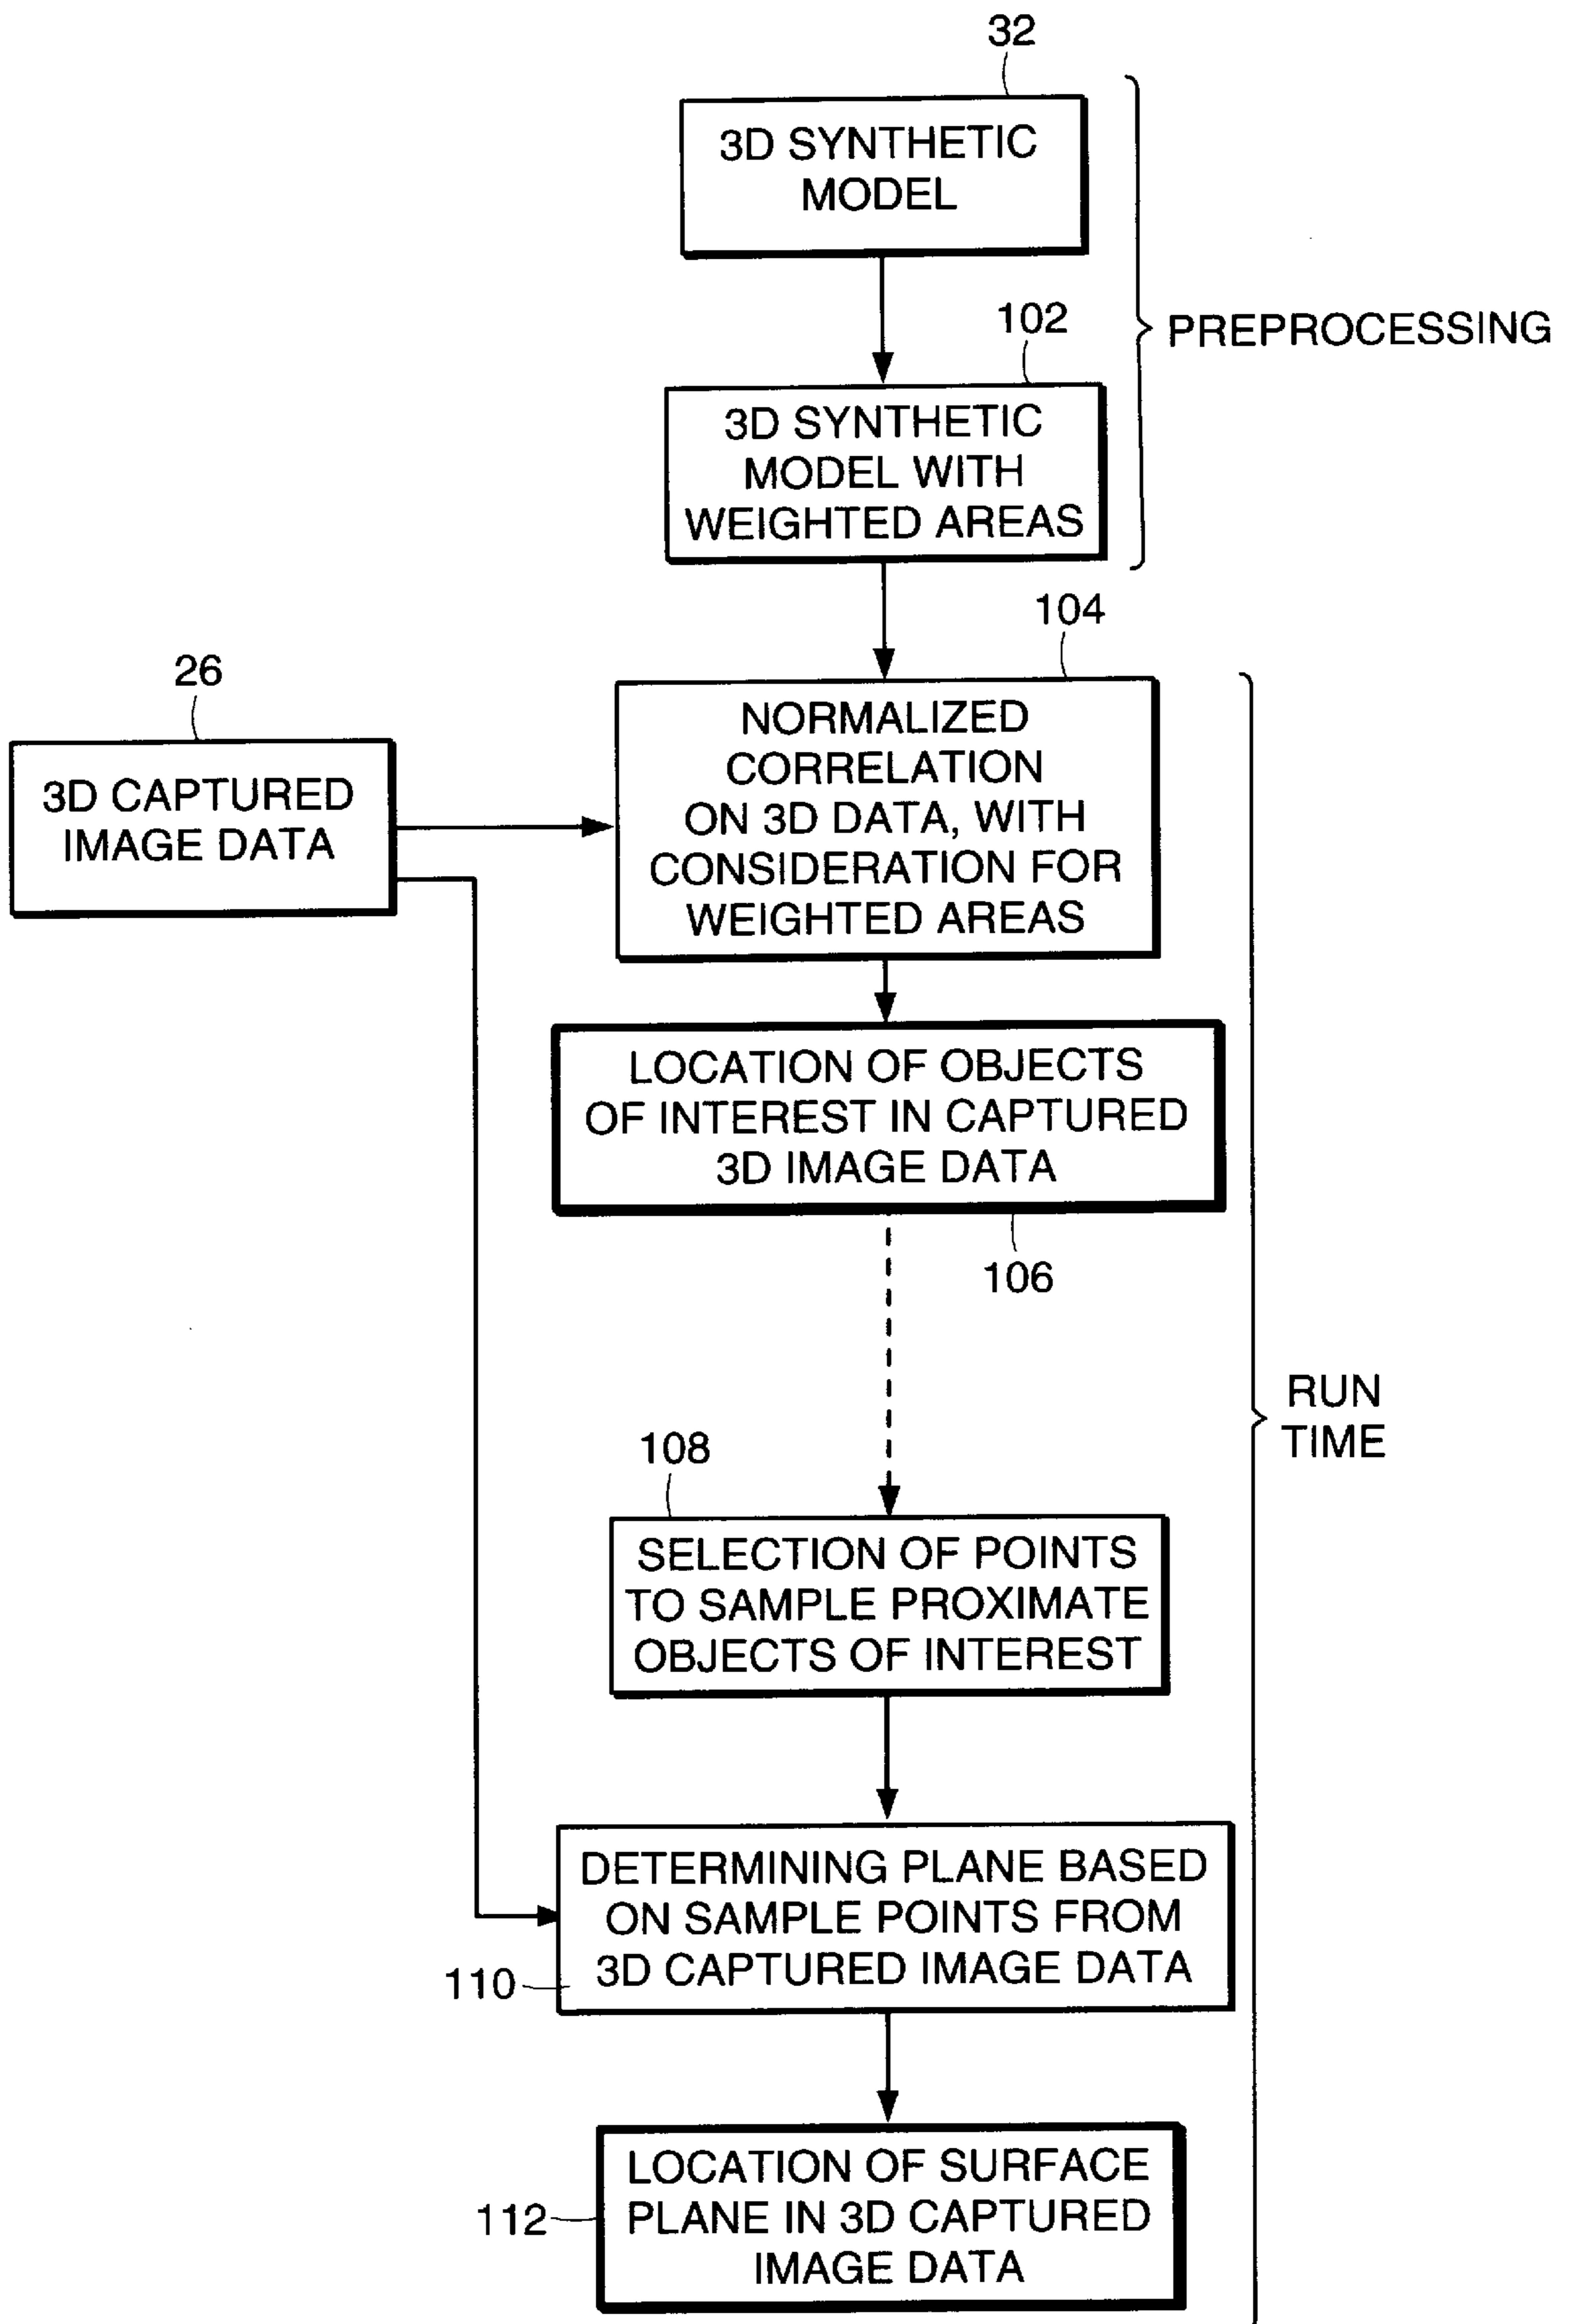 32
3D SYNTHETIC
MODEL
PREPROCESSING
102
3D SYNTHETIC
MODEL WITH
WEIGHTED AREAS
104
26
3D CAPTURED
IMAGE DATA
NORMALIZED
CORRELATION
ON 3D DATA, WITH
CONSIDERATION FOR
WEIGHTED AREAS
LOCATION OF OBJECTS
OF INTEREST IN CAPTURED
3D IMAGE DATA
106
RUN
TIME
108
SELECTION OF POINTS
TO SAMPLE PROXIMATE
OBJECTS OF INTEREST
DETERMINING PLANE BASED
ON SAMPLE POINTS FROM
3D CAPTURED IMAGE DATA
110
LOCATION OF SURFACE
PLANE IN 3D CAPTURED
IMAGE DATA
112